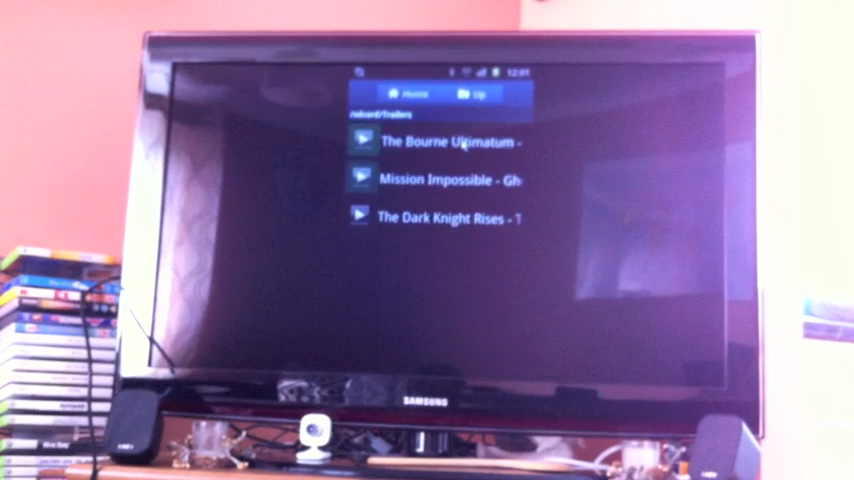 12:01
Home Up
/sdcard/Trailers
The Bourne Ultimatum -
Mission Impossible - Gh
The Dark Knight Rises - T
SAMSUNG